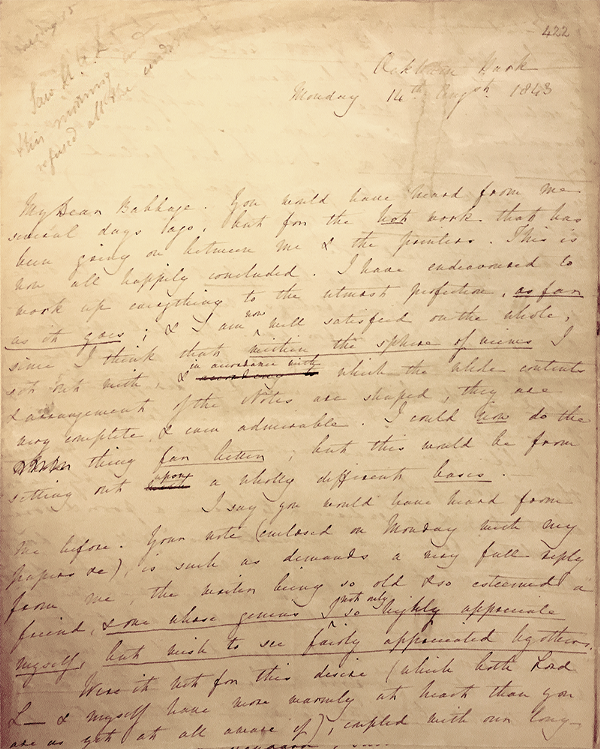 422
Monday 14th Augst 1843
Saw A.A.L.
this morning &
refused all the conditions
My Dear Babbage. You would have heard from me
several days ago, but for the hot work that has
been going on between me & the printers. This is
now all happily concluded. I have endeavoured to
work up everything to the utmost perfection, as far
as it goes; & I am now well satisfied on the whole,
since I think that within the sphere of views I
set out with, & in accordance with which the whole contents
& arrangement of the Notes are shaped, they are
very complete, & even admirable. I could now do the
thing far better; but this would be from
setting out upon a wholly different basis.—
I say you would have heard from
me before. Your note (enclosed on Monday with my
papers &c), is such as demands a very full reply
from me, the writer being so old & so esteemed a
friend, & one whose genius I not only so highly appreciate
myself, but wish to see fairly appreciated by others.
Were it not for this desire (which both Lord
L— & myself have more warmly at heart than you
are as yet at all aware of), coupled with our long-